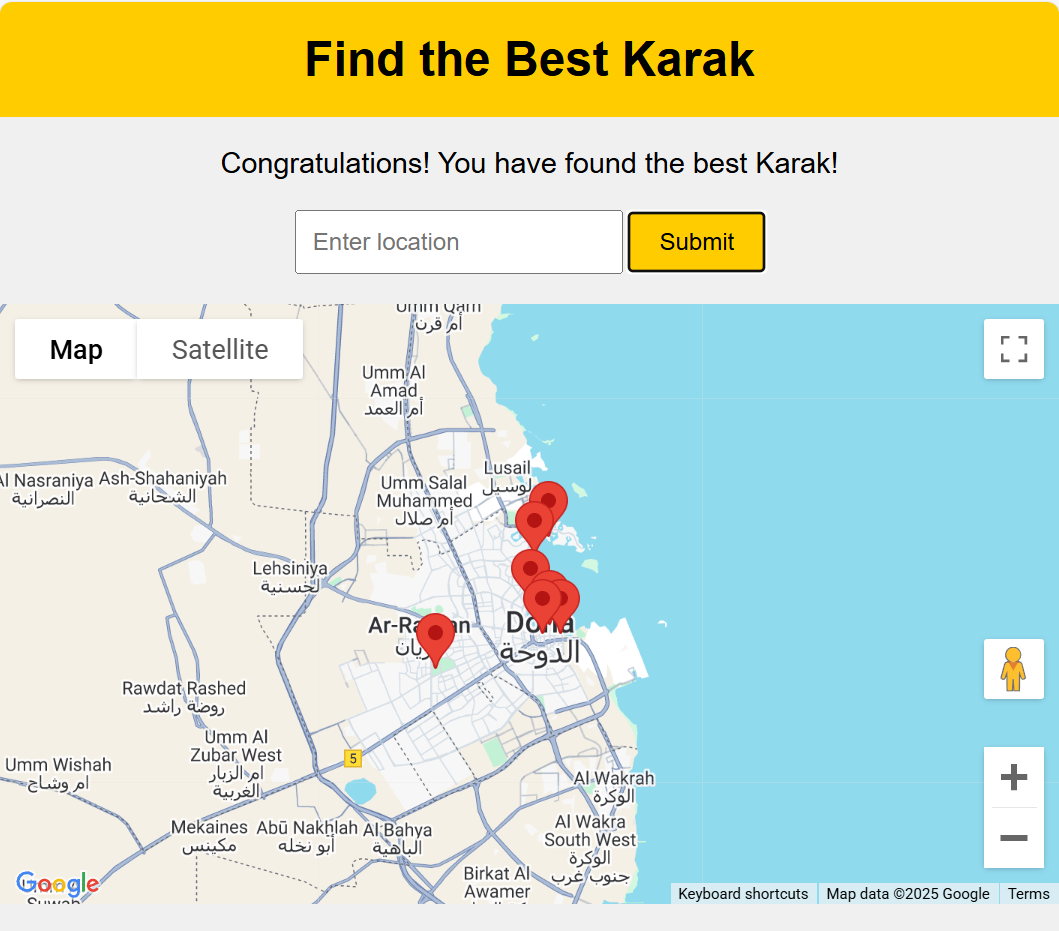 Find the Best Karak
Congratulations! You have found the best Karak!
Enter location
Submit
Map
Satellite
Umm Qarn
أم قرن
Umm Al
Amad
أم العمد
Lusail
لوسيل
Al Nasraniya
النصرانية
Ash-Shahaniyah
الشحانية
Umm Salal
Muhammed
أم صلال
Lehsiniya
لحسنية
Doha
الدوحة
Rawdat Rashed
روضة راشد
Umm Al
Zubar West
ام الزبار
الغربية
5
Umm Wishah
ام وشاح
Al Wakrah
الوكرة
Al Wakra
South West
الوكرة
جنوب غرب
Mekaines
مكينس
Abū Nakhlah
أبو نخله
Al Bahya
الباهية
Birkat Al
Awamer
Google
Keyboard shortcuts
Map data ©2025 Google
Terms